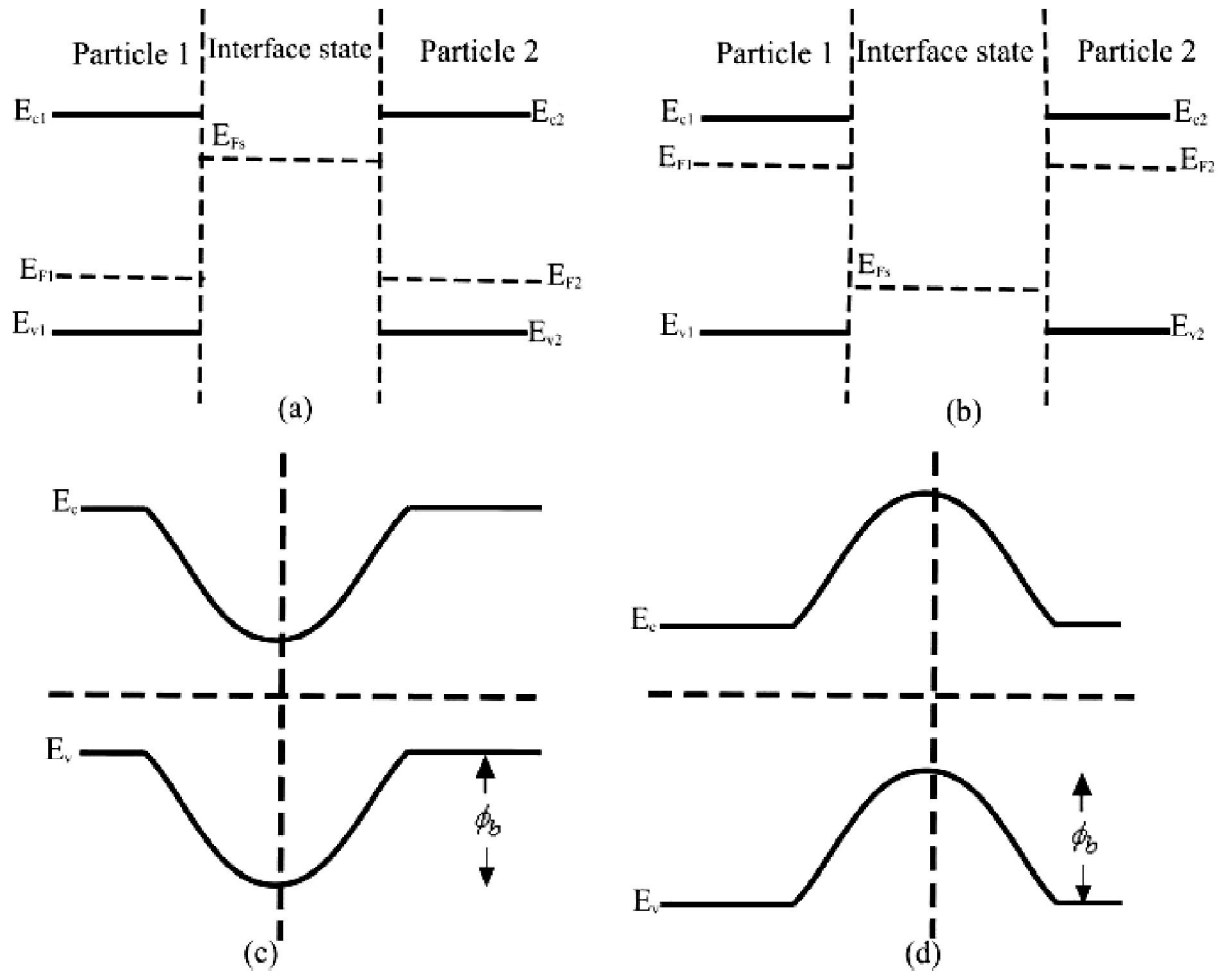 Particle 1 Interface state Particle 2
Ec1 Ec2
EFs
EF1 EF2
Ev1 Ev2
(a)
Particle 1 Interface state Particle 2
Ec1 Ec2
EF1 EF2
EFs
Ev1 Ev2
(b)
Ec
Ev
ϕb
(c)
Ec
Ev
ϕb
(d)